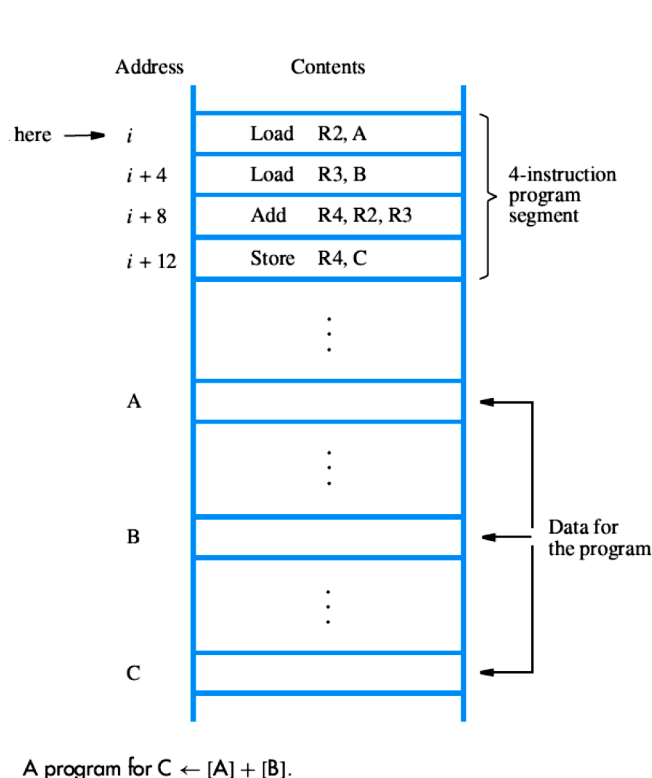 Address Contents
here i Load R2, A
i + 4 Load R3, B
i + 8 Add R4, R2, R3
i + 12 Store R4, C
4-instruction
program
segment
A
B
Data for
the program
C
A program for C ← [A] + [B].